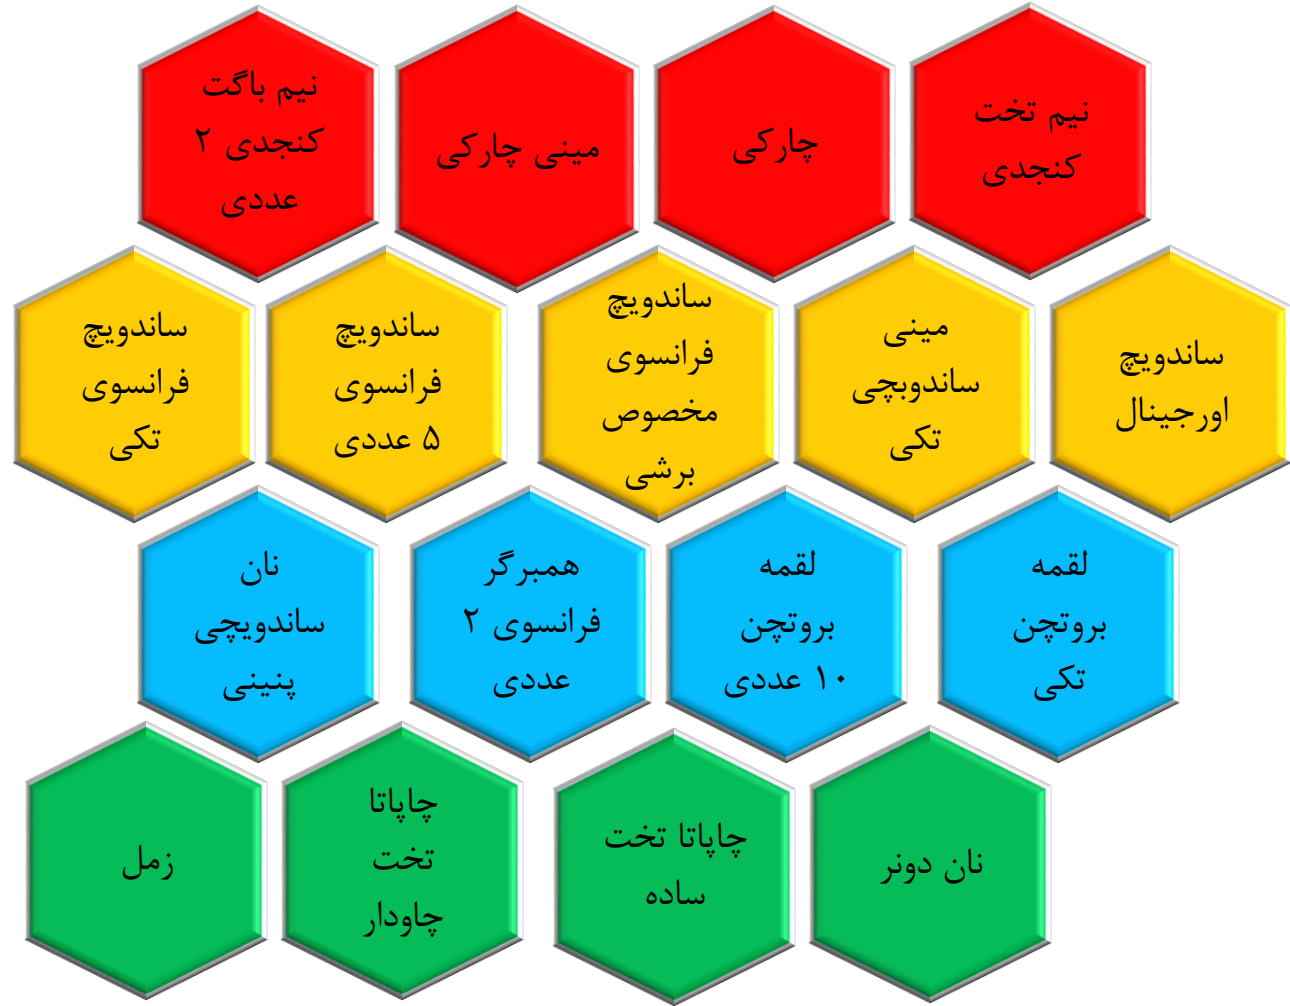 نیم تخت
کنجدی
چارکی
مینی چارکی
نیم باگت
کنجدی ۲
عددی
ساندویچ
اورجینال
مینی
ساندوبچی
تکی
ساندویچ
فرانسوی
مخصوص
برشی
ساندویچ
فرانسوی
۵ عددی
ساندویچ
فرانسوی
تکی
لقمه
بروتچن
تکی
لقمه
بروتچن
۱۰ عددی
همبرگر
فرانسوی ۲
عددی
نان
ساندویچی
پنینی
نان دونر
چاپاتا تخت
ساده
چاپاتا
تخت
چاودار
زمل